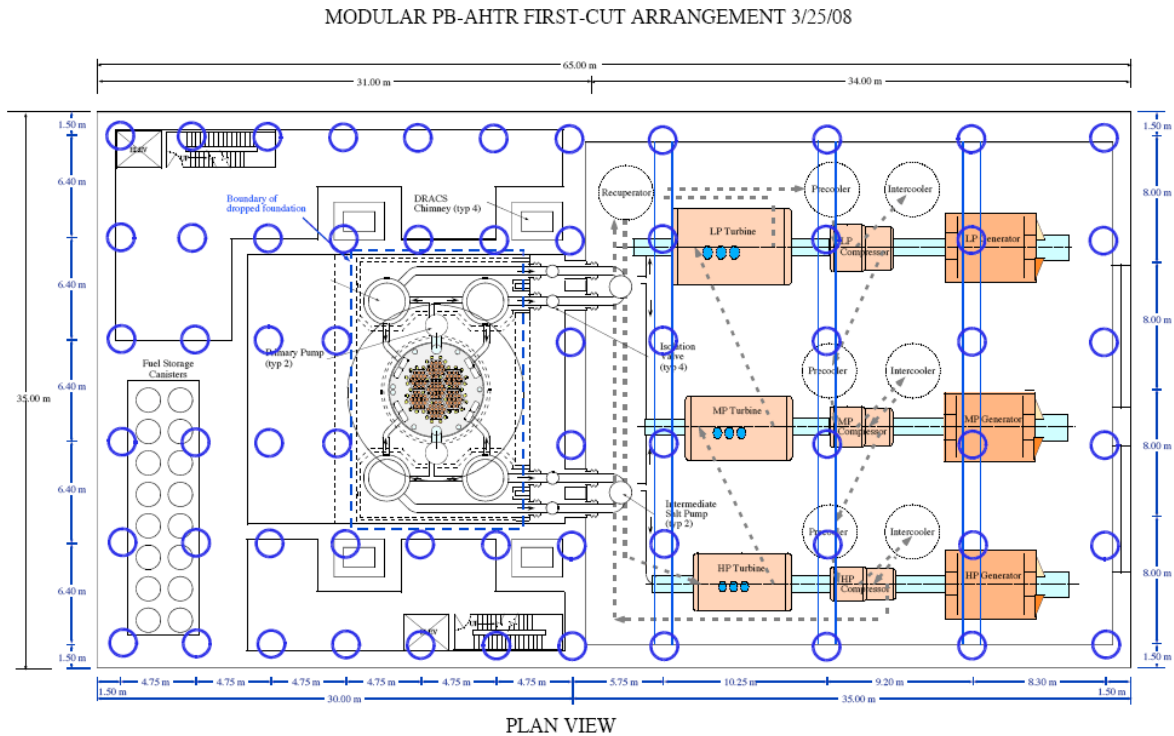 MODULAR PB-AHTR FIRST-CUT ARRANGEMENT 3/25/08
65.00 m
31.00 m
34.00 m
1.50 m
1.50 m
ELEV
6.40 m
8.00 m
Boundary of
dropped foundation
DRACS
Chimney (typ 4)
Recuperator
Precooler
Intercooler
LP Turbine
LP
Compressor
LP Generator
6.40 m
8.00 m
Primary Pump
(typ 2)
Isolation
Valve
(typ 4)
Fuel Storage
Canisters
Precooler
Intercooler
35.00 m
6.40 m
8.00 m
MP Turbine
MP
Compressor
MP Generator
6.40 m
8.00 m
Intermediate
Salt Pump
(typ 2)
Precooler
Intercooler
6.40 m
8.00 m
HP Turbine
HP
Compressor
HP Generator
ELEV
1.50 m
1.50 m
4.75 m
4.75 m
4.75 m
4.75 m
4.75 m
4.75 m
5.75 m
10.25 m
9.20 m
8.30 m
1.50 m
30.00 m
35.00 m
1.50 m
PLAN VIEW